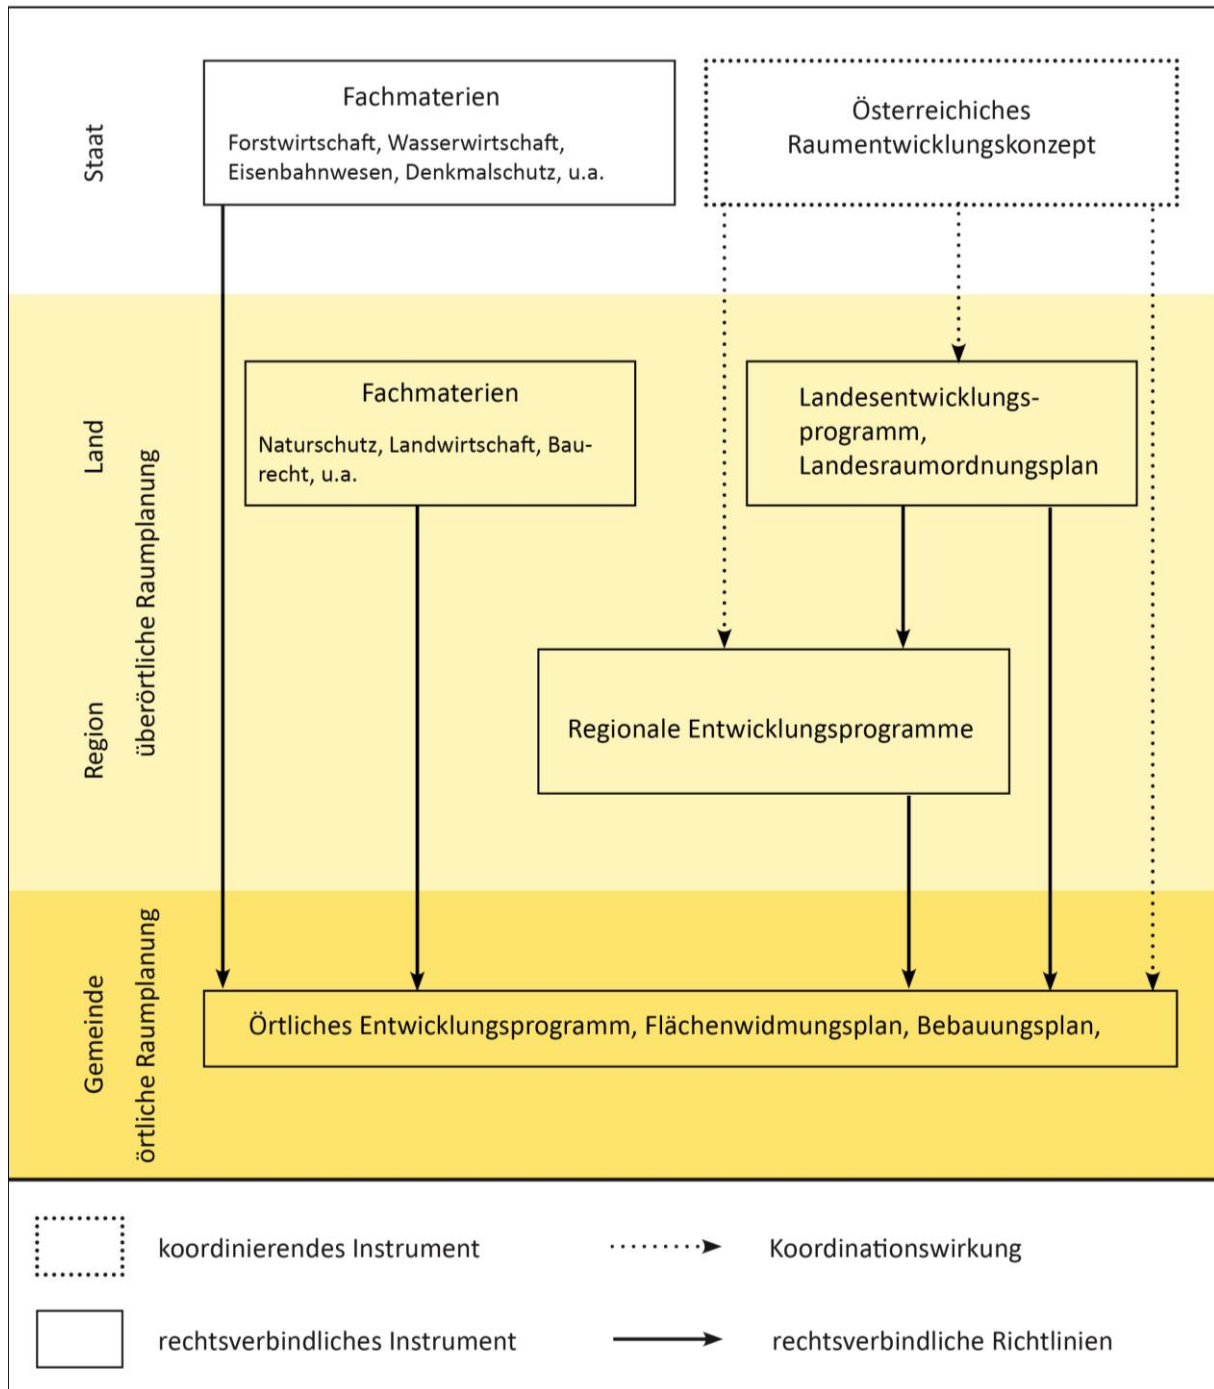 Staat
Fachmaterien
Forstwirtschaft, Wasserwirtschaft,
Eisenbahnwesen, Denkmalschutz, u.a.
Österreichiches
Raumentwicklungskonzept
überörtliche Raumplanung
Land
Fachmaterien
Naturschutz, Landwirtschaft, Bau-
recht, u.a.
Landesentwicklungs-
programm,
Landesraumordnungsplan
Region
Regionale Entwicklungsprogramme
Gemeinde
örtliche Raumplanung
Örtliches Entwicklungsprogramm, Flächenwidmungsplan, Bebauungsplan,
koordinierendes Instrument
Koordinationswirkung
rechtsverbindliches Instrument
rechtsverbindliche Richtlinien